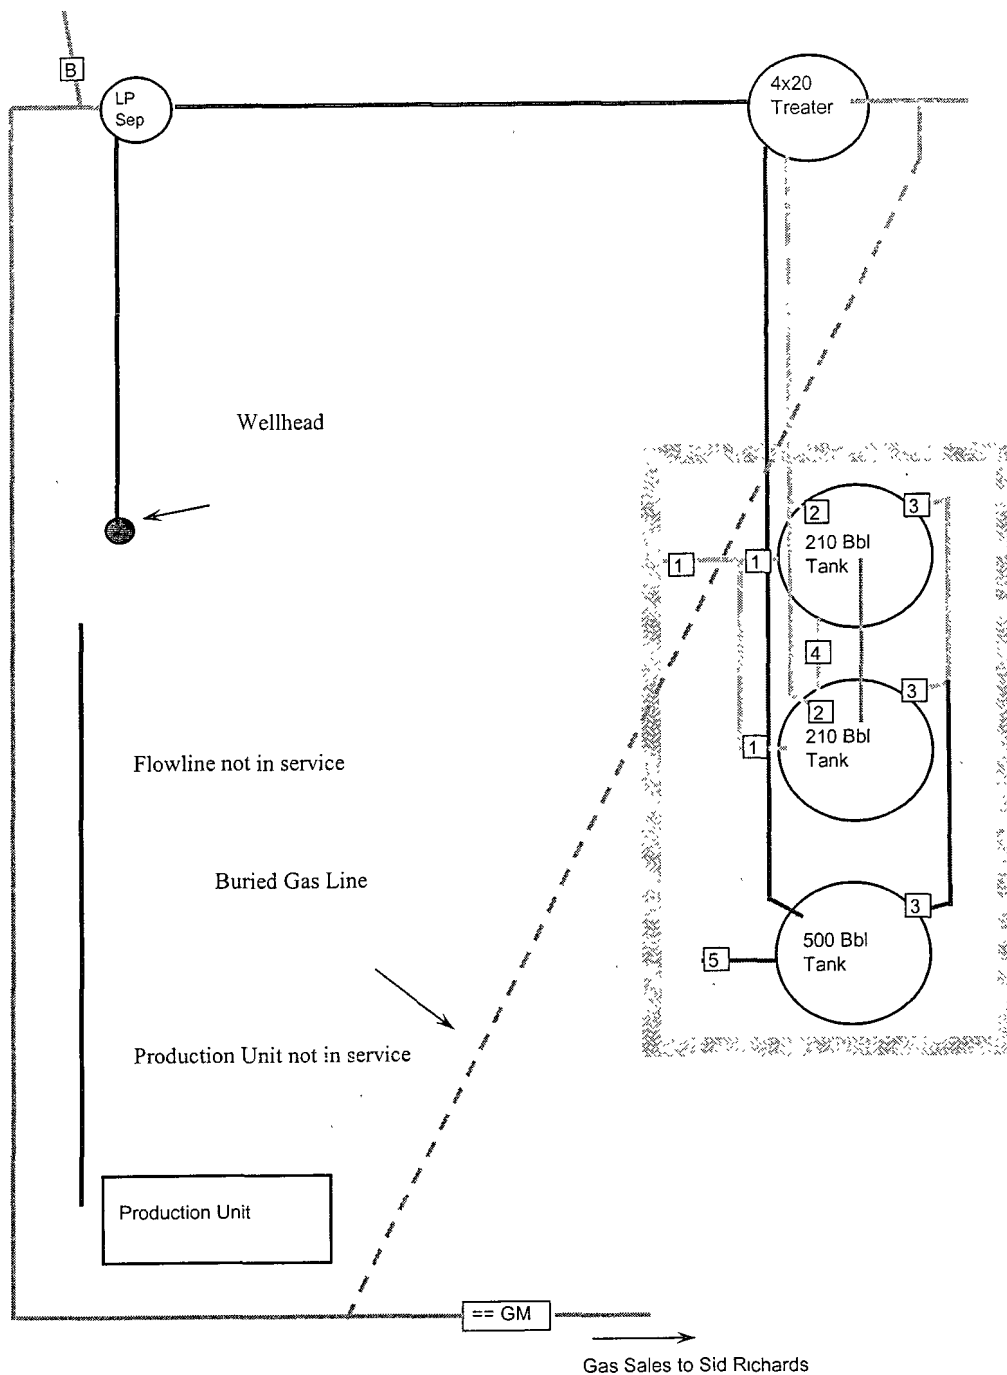 B
LP
Sep
4x20
Treater
Wellhead
2
3
210 Bbl
Tank
1
1
4
3
2
210 Bbl
Tank
1
Flowline not in service
Buried Gas Line
3
500 Bbl
Tank
5
Production Unit not in service
Production Unit
== GM
Gas Sales to Sid Richards